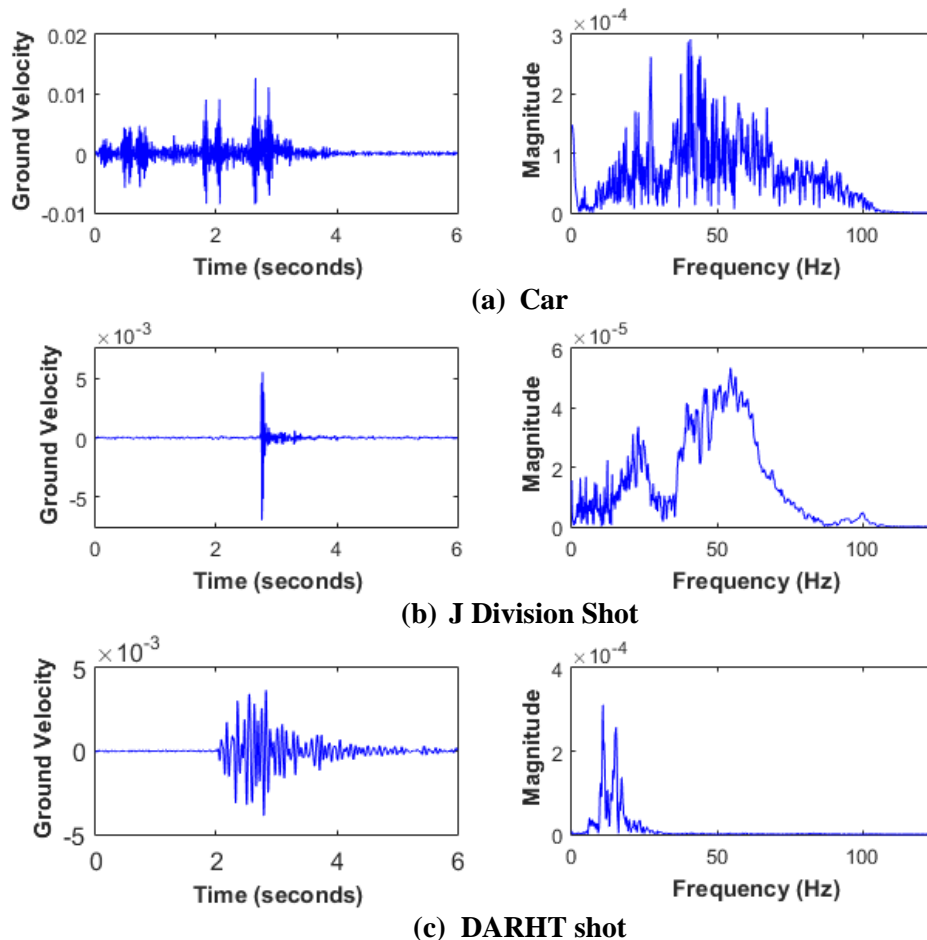 ×10⁻⁴
0.02
0.01
0
-0.01
Ground Velocity
0 2 4 6
Time (seconds)
3
2
1
0
Magnitude
0 50 100
Frequency (Hz)
(a) Car
×10⁻³
5
0
-5
Ground Velocity
0 2 4 6
Time (seconds)
×10⁻⁵
6
4
2
0
Magnitude
0 50 100
Frequency (Hz)
(b) J Division Shot
×10⁻³
5
0
-5
Ground Velocity
0 2 4 6
Time (seconds)
×10⁻⁴
4
2
0
Magnitude
0 50 100
Frequency (Hz)
(c) DARHT shot